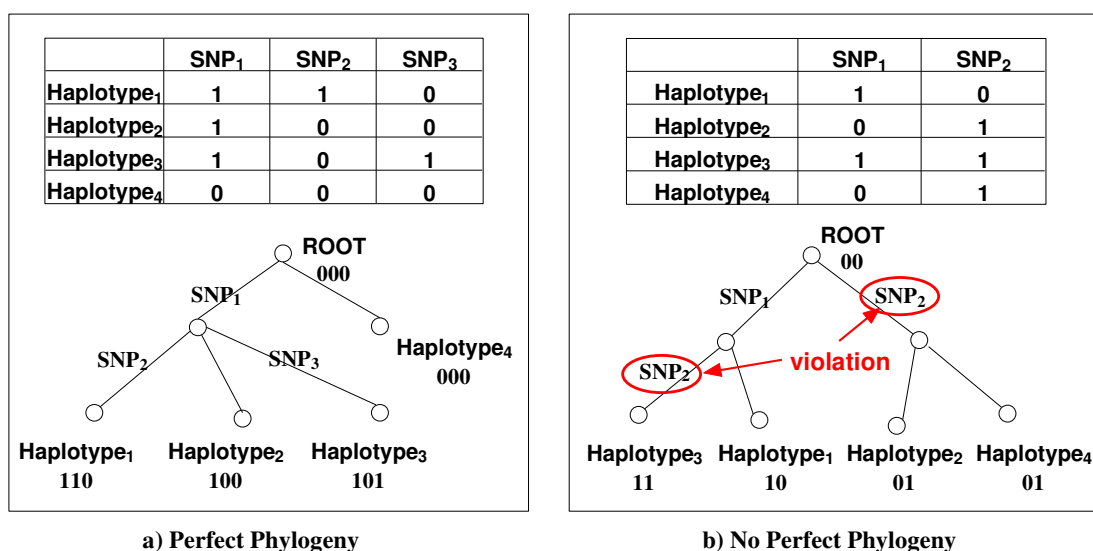 SNP₁ SNP₂ SNP₃
Haplotype₁ 1 1 0
Haplotype₂ 1 0 0
Haplotype₃ 1 0 1
Haplotype₄ 0 0 0
ROOT
000
SNP₁
SNP₂
SNP₃
Haplotype₄
000
Haplotype₁ Haplotype₂ Haplotype₃
110 100 101
a) Perfect Phylogeny
SNP₁ SNP₂
Haplotype₁ 1 0
Haplotype₂ 0 1
Haplotype₃ 1 1
Haplotype₄ 0 1
ROOT
00
SNP₁ SNP₂
violation
SNP₂
Haplotype₃ Haplotype₁ Haplotype₂ Haplotype₄
11 10 01 01
b) No Perfect Phylogeny